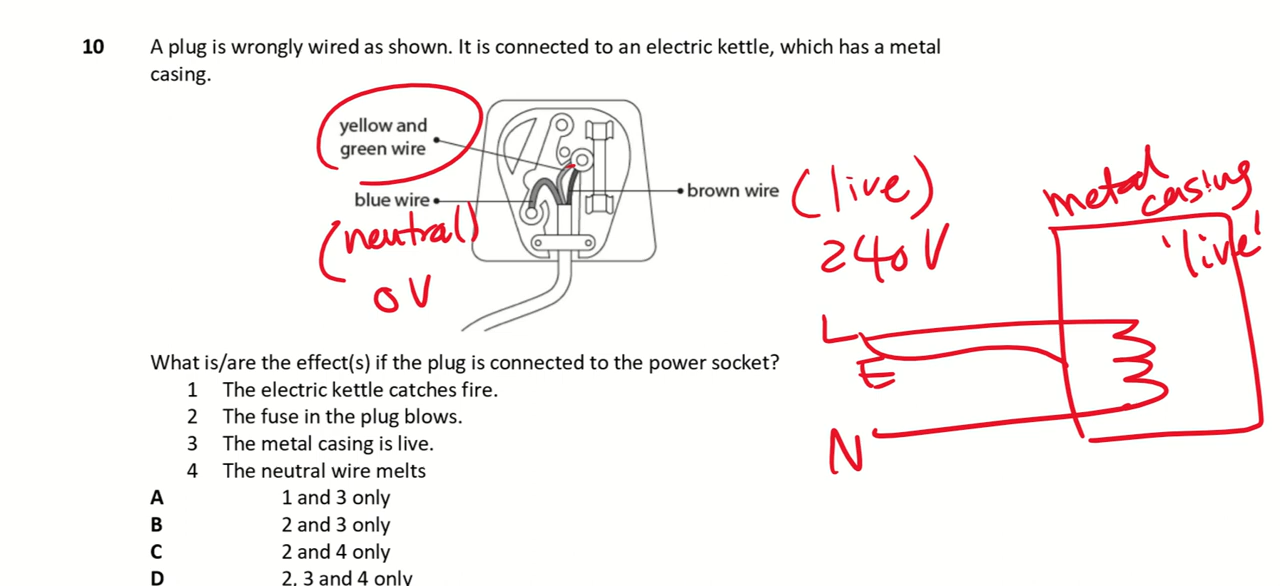 10 A plug is wrongly wired as shown. It is connected to an electric kettle, which has a metal
casing.
yellow and
green wire
blue wire
brown wire
(neutral)
0V
(live)
240V
metal
casing
'live'
L
E
N
What is/are the effect(s) if the plug is connected to the power socket?
1 The electric kettle catches fire.
2 The fuse in the plug blows.
3 The metal casing is live.
4 The neutral wire melts
A 1 and 3 only
B 2 and 3 only
C 2 and 4 only
D 2, 3 and 4 only